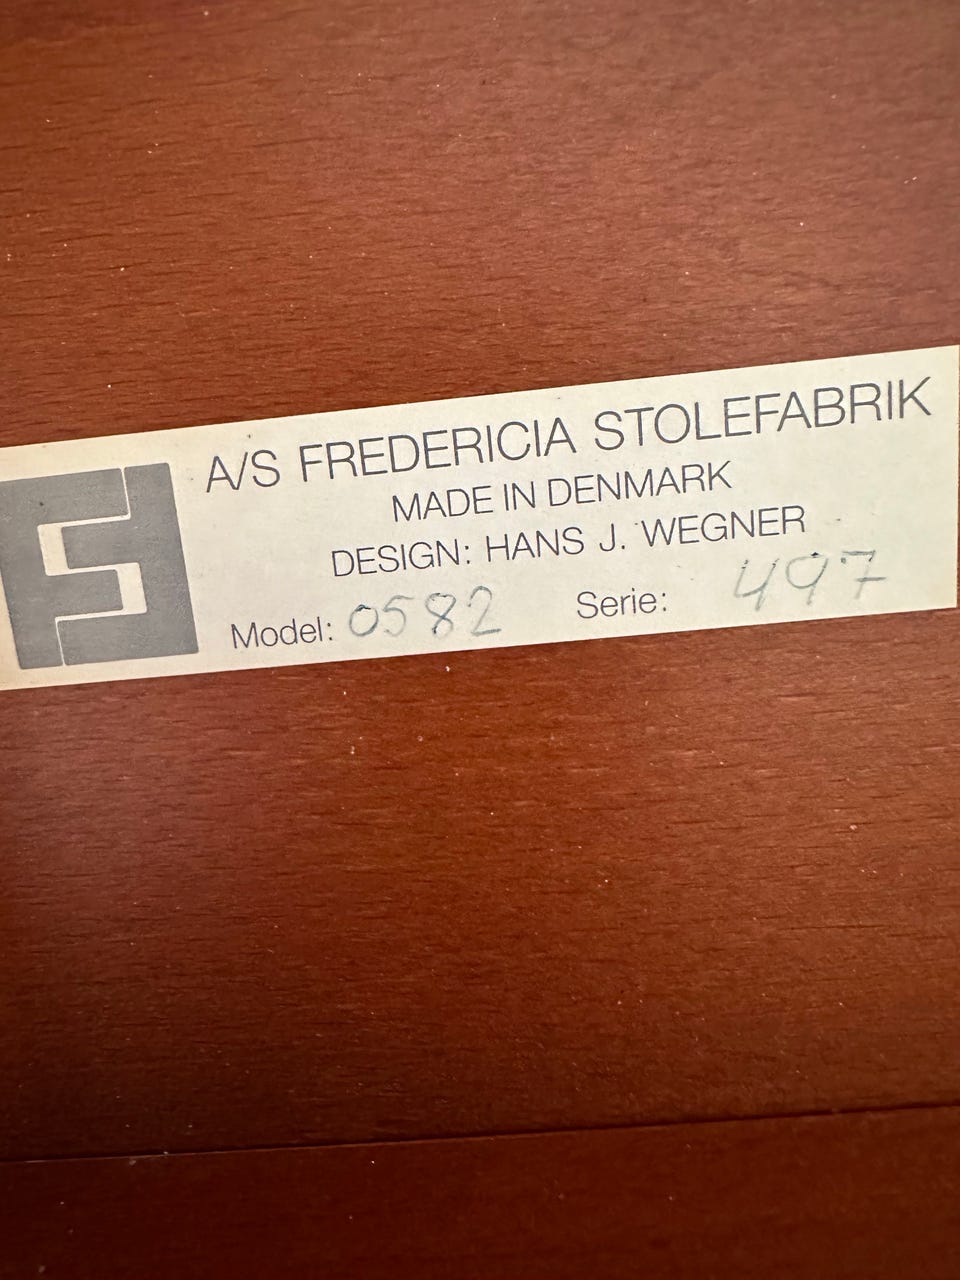 A/S FREDERICIA STOLEFABRIK
MADE IN DENMARK
DESIGN: HANS J. WEGNER
Model: 0582 Serie: 497